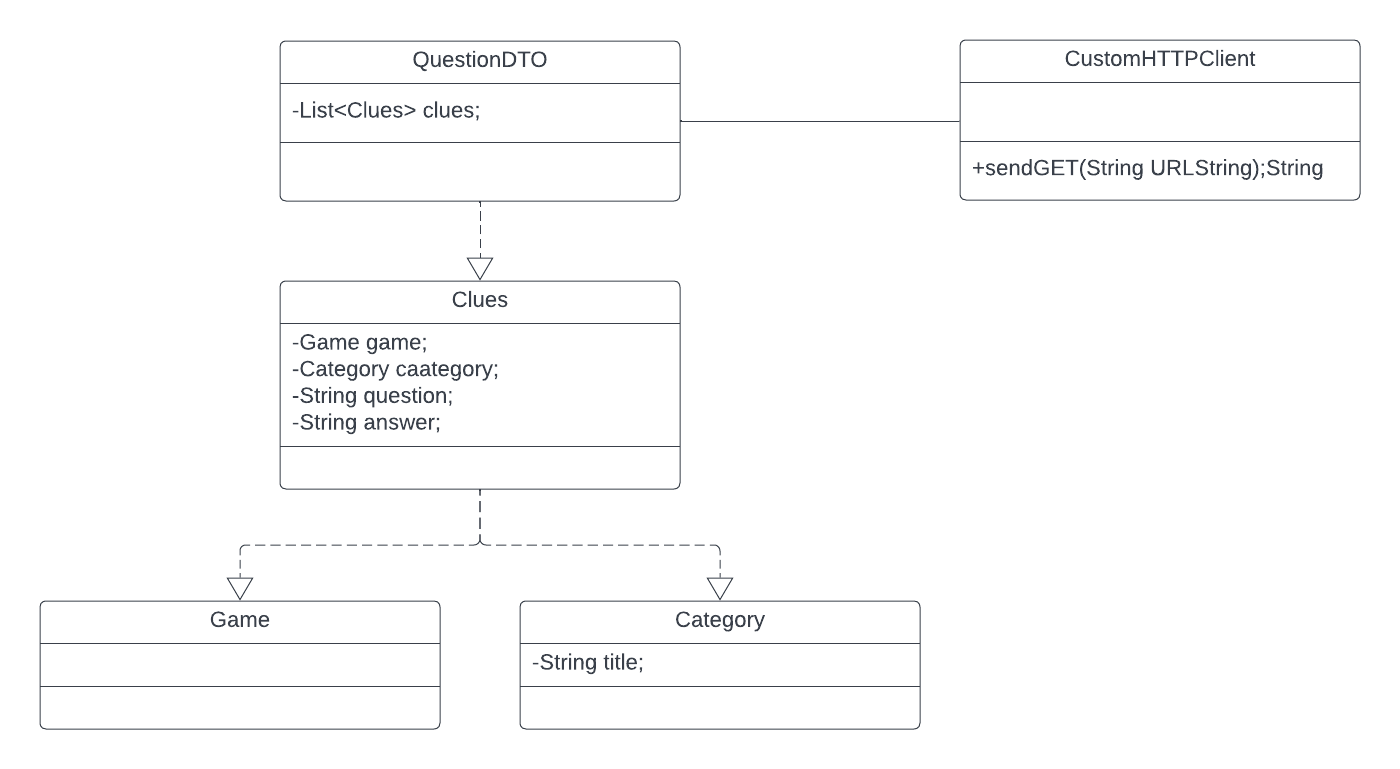 QuestionDTO
-List<Clues> clues;
CustomHTTPClient
+sendGET(String URLString);String
Clues
-Game game;
-Category caategory;
-String question;
-String answer;
Game
Category
-String title;